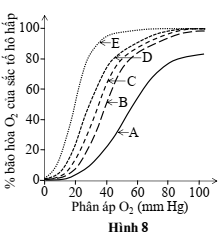 % bão hòa O₂ của sắc tố hô hấp
100
80
60
40
20
0
E
D
C
B
A
0 20 40 60 80 100
Phân áp O₂ (mm Hg)
Hình 8